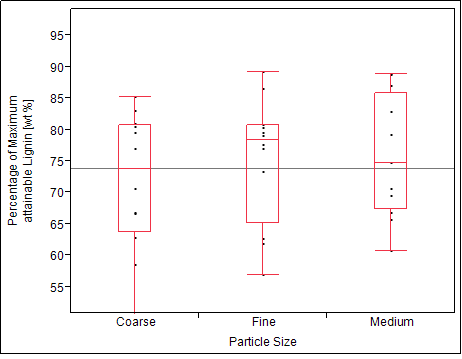 Percentage of Maximum
attainable Lignin [wt %]
95
90
85
80
75
70
65
60
55
Coarse
Fine
Medium
Particle Size